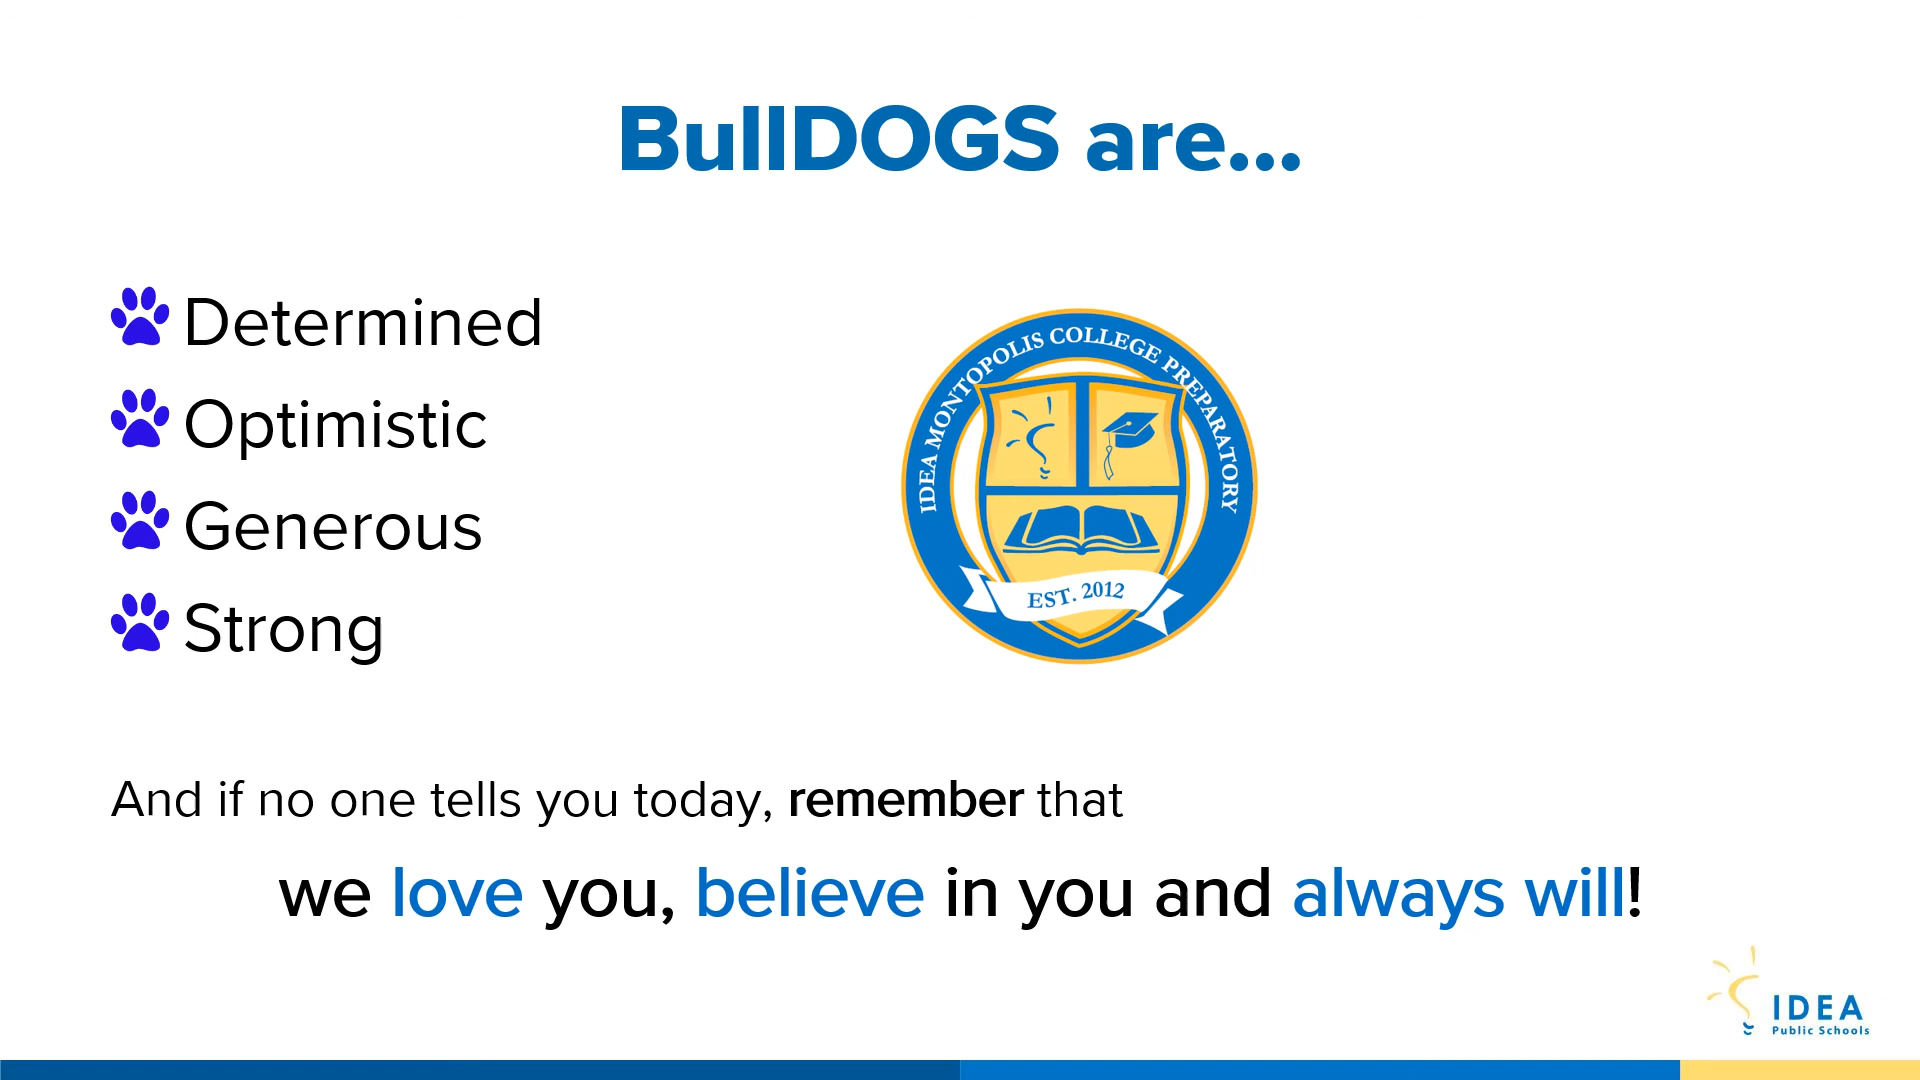 BullDOGS are...
Determined
Optimistic
Generous
Strong
IDEA MONTOPOLIS COLLEGE PREPARATORY
EST. 2012
And if no one tells you today, remember that
we love you, believe in you and always will!
IDEA
Public Schools